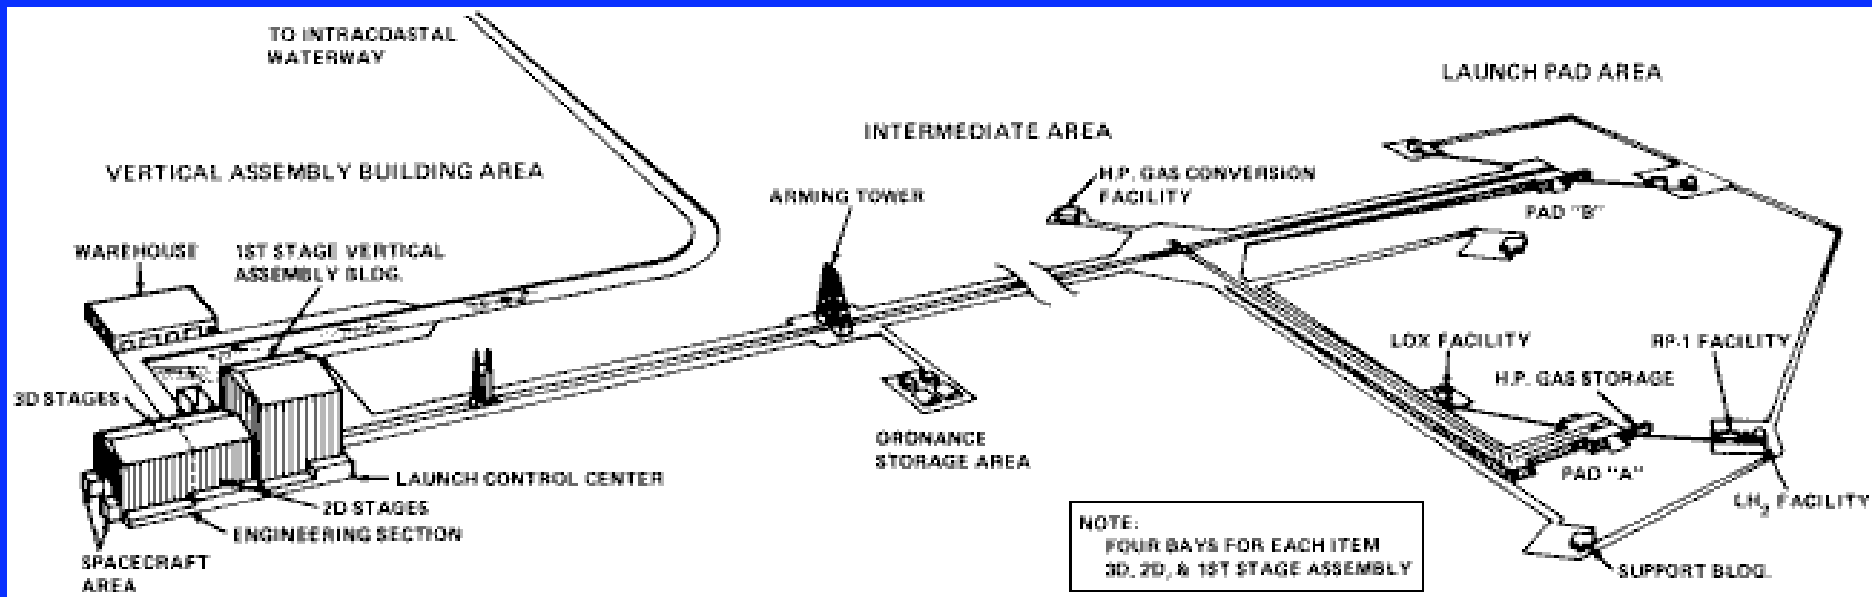 TO INTRACOASTAL
WATERWAY
LAUNCH PAD AREA
INTERMEDIATE AREA
VERTICAL ASSEMBLY BUILDING AREA
H.P. GAS CONVERSION
FACILITY
ARMING TOWER
PAD "B"
WAREHOUSE
1ST STAGE VERTICAL
ASSEMBLY BLDG.
LOX FACILITY
RP-1 FACILITY
H.P. GAS STORAGE
3D STAGES
ORDNANCE
STORAGE AREA
PAD "A"
LAUNCH CONTROL CENTER
2D STAGES
LH2 FACILITY
ENGINEERING SECTION
NOTE:
FOUR BAYS FOR EACH ITEM
3D, 2D, & 1ST STAGE ASSEMBLY
SPACECRAFT
AREA
SUPPORT BLDG.